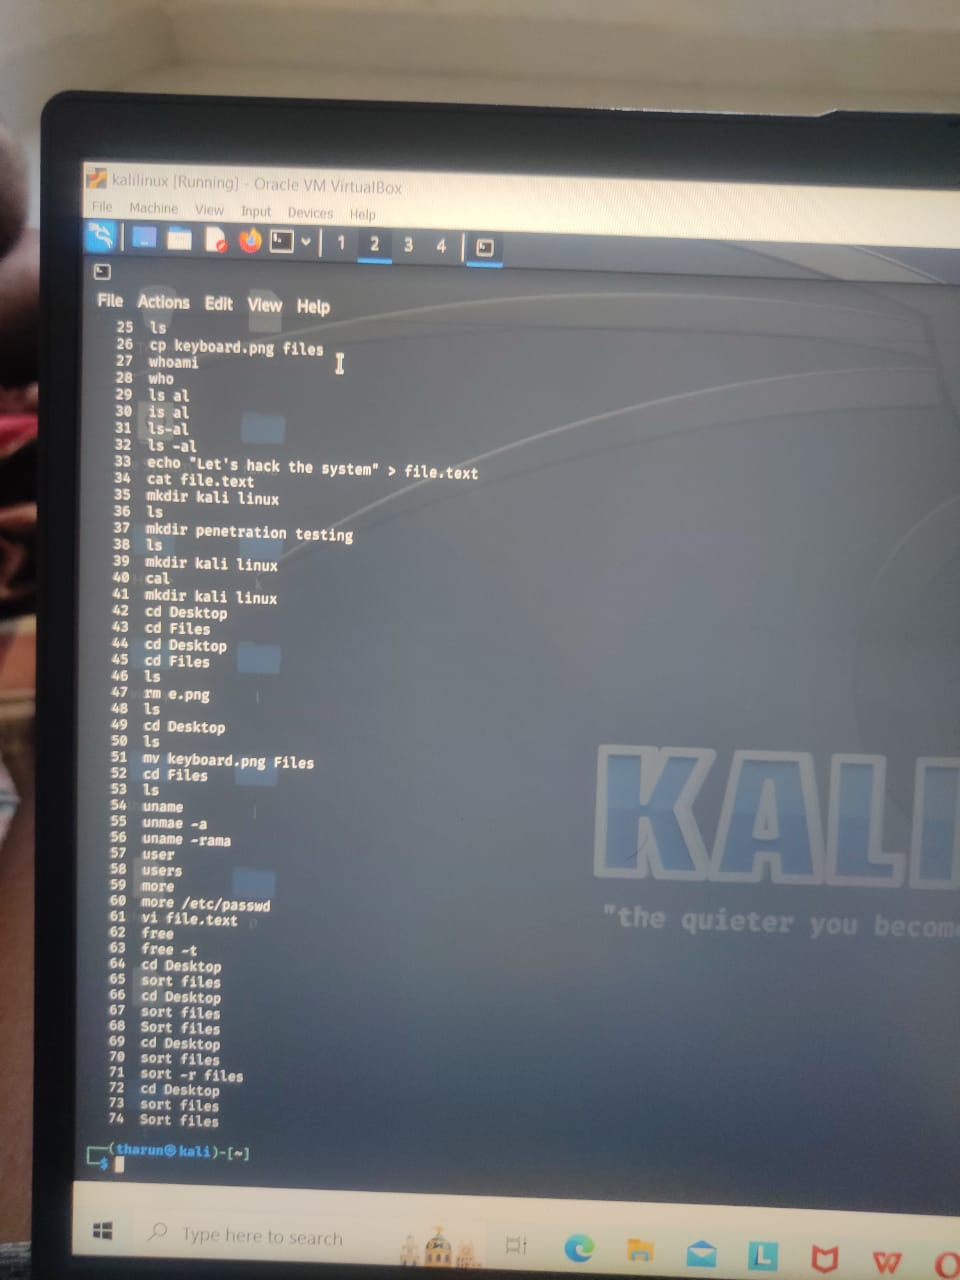 kalilinux [Running] - Oracle VM VirtualBox
File Machine View Input Devices Help
1 2 3 4
File Actions Edit View Help
25 ls
26 cp keyboard.png files
27 whoami
28 who
29 ls al
30 is al
31 ls-al
32 ls -al
33 echo "Let's hack the system" > file.text
34 cat file.text
35 mkdir kali linux
36 ls
37 mkdir penetration testing
38 ls
39 mkdir kali linux
40 cal
41 mkdir kali linux
42 cd Desktop
43 cd Files
44 cd Desktop
45 cd Files
46 ls
47 rm e.png
48 ls
49 cd Desktop
50 ls
51 mv keyboard.png Files
52 cd Files
53 ls
54 uname
55 unmae -a
56 uname -rama
57 user
58 users
59 more
60 more /etc/passwd
61 vi file.text
62 free
63 free -t
64 cd Desktop
65 sort files
66 cd Desktop
67 sort files
68 Sort files
69 cd Desktop
70 sort files
71 sort -r files
72 cd Desktop
73 sort files
74 Sort files
(tharun㉿kali)-[~]
$
KALI
"the quieter you becom
Type here to search
L
W